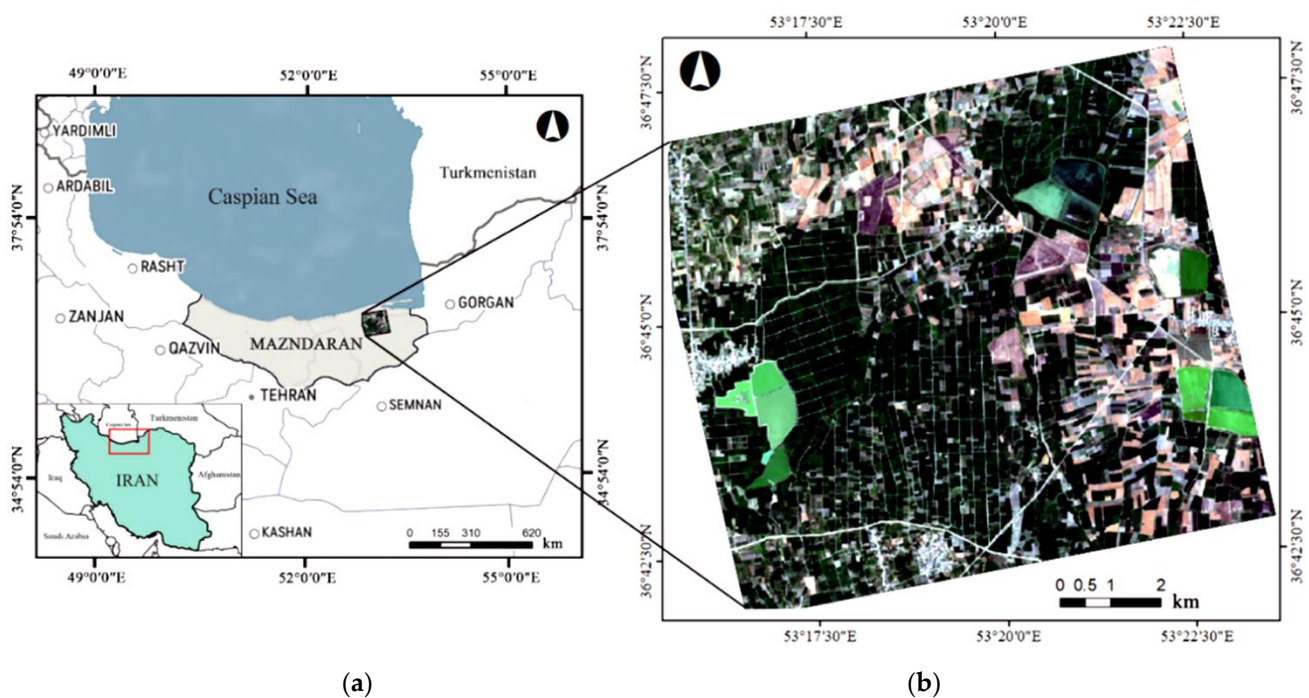 49°0'0"E 52°0'0"E 55°0'0"E
37°54'0"N
34°54'0"N
YARDIMLI
ARDABIL
Caspian Sea
Turkmenistan
RASHT
ZANJAN
GORGAN
QAZVIN
MAZNDARAN
TEHRAN
SEMNAN
KASHAN
Caspian Sea
Turkmenistan
IRAN
Iraq
Afghanistan
Saudi Arabia
0 155 310 620
km
37°54'0"N
34°54'0"N
49°0'0"E 52°0'0"E 55°0'0"E
(a)
53°17'30"E 53°20'0"E 53°22'30"E
36°47'30"N
36°45'0"N
36°42'30"N
0 0.5 1 2
km
36°47'30"N
36°45'0"N
36°42'30"N
53°17'30"E 53°20'0"E 53°22'30"E
(b)